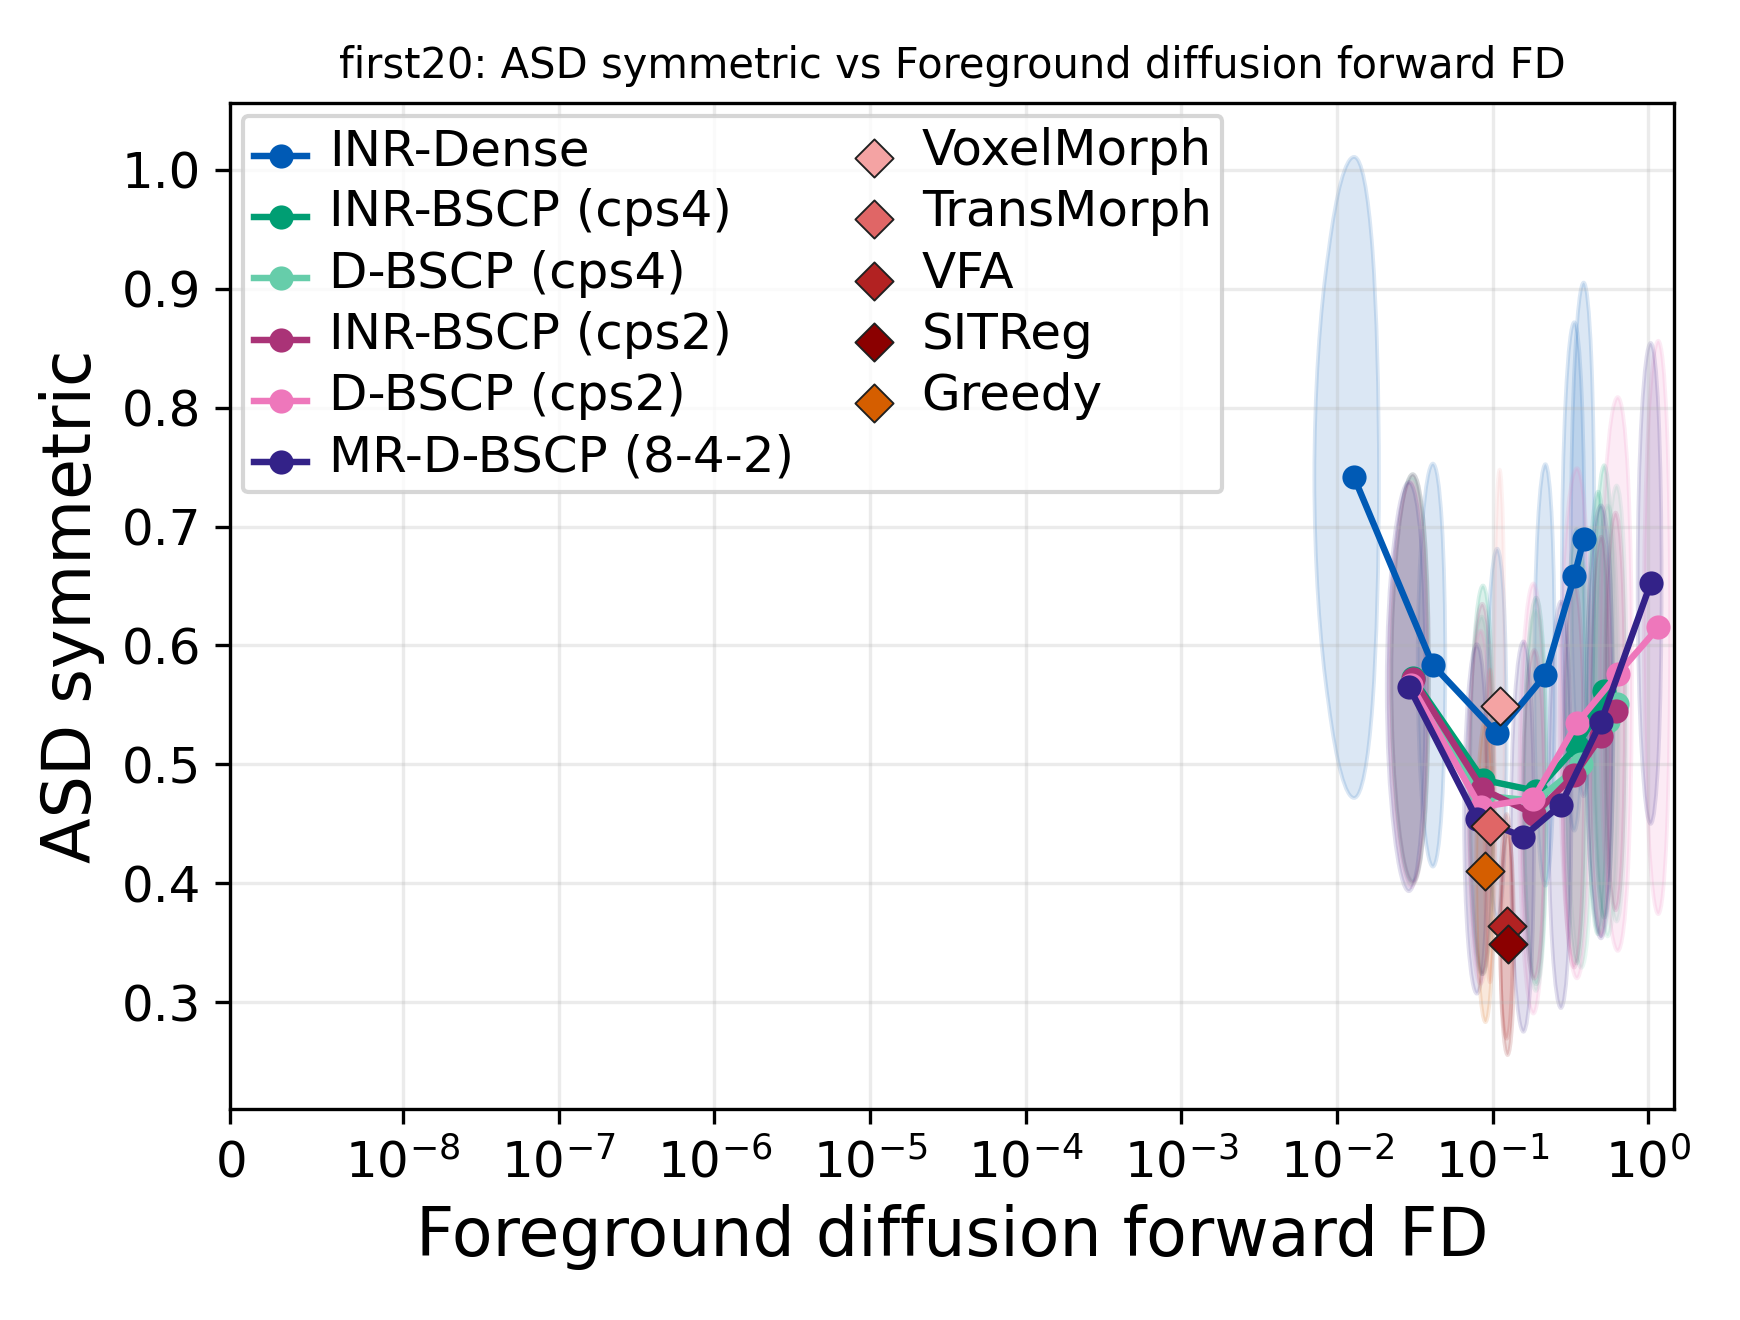 first20: ASD symmetric vs Foreground diffusion forward FD
INR-Dense
INR-BSCP (cps4)
D-BSCP (cps4)
INR-BSCP (cps2)
D-BSCP (cps2)
MR-D-BSCP (8-4-2)
VoxelMorph
TransMorph
VFA
SITReg
Greedy
ASD symmetric
1.0
0.9
0.8
0.7
0.6
0.5
0.4
0.3
0 10⁻⁸ 10⁻⁷ 10⁻⁶ 10⁻⁵ 10⁻⁴ 10⁻³ 10⁻² 10⁻¹ 10⁰
Foreground diffusion forward FD